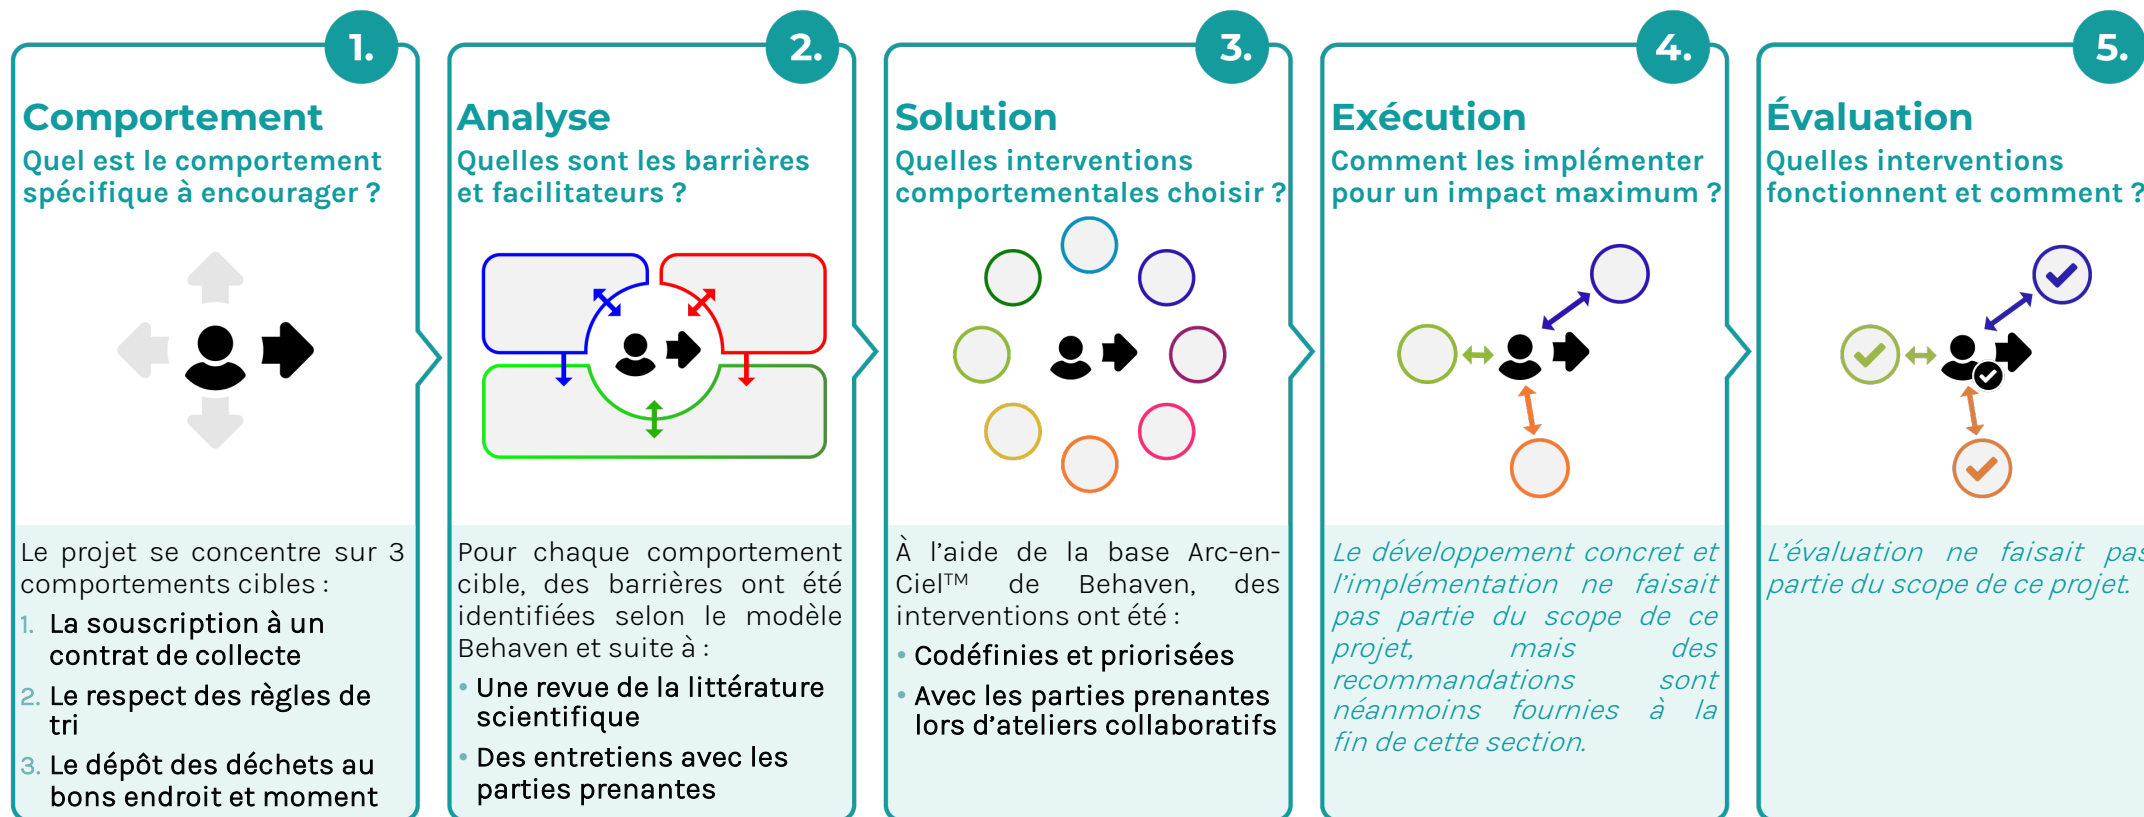 1.
Comportement
Quel est le comportement
spécifique à encourager ?
Le projet se concentre sur 3
comportements cibles :
1. La souscription à un
contrat de collecte
2. Le respect des règles de
tri
3. Le dépôt des déchets au
bons endroit et moment
2.
Analyse
Quelles sont les barrières
et facilitateurs ?
Pour chaque comportement
cible, des barrières ont été
identifiées selon le modèle
Behaven et suite à :
• Une revue de la littérature
scientifique
• Des entretiens avec les
parties prenantes
3.
Solution
Quelles interventions
comportementales choisir ?
À l’aide de la base Arc-en-
Ciel™ de Behaven, des
interventions ont été :
• Codéfinies et priorisées
• Avec les parties prenantes
lors d’ateliers collaboratifs
4.
Exécution
Comment les implémenter
pour un impact maximum ?
Le développement concret et
l’implémentation ne faisait
pas partie du scope de ce
projet, mais des
recommandations sont
néanmoins fournies à la
fin de cette section.
5.
Évaluation
Quelles interventions
fonctionnent et comment ?
L’évaluation ne faisait pas
partie du scope de ce projet.